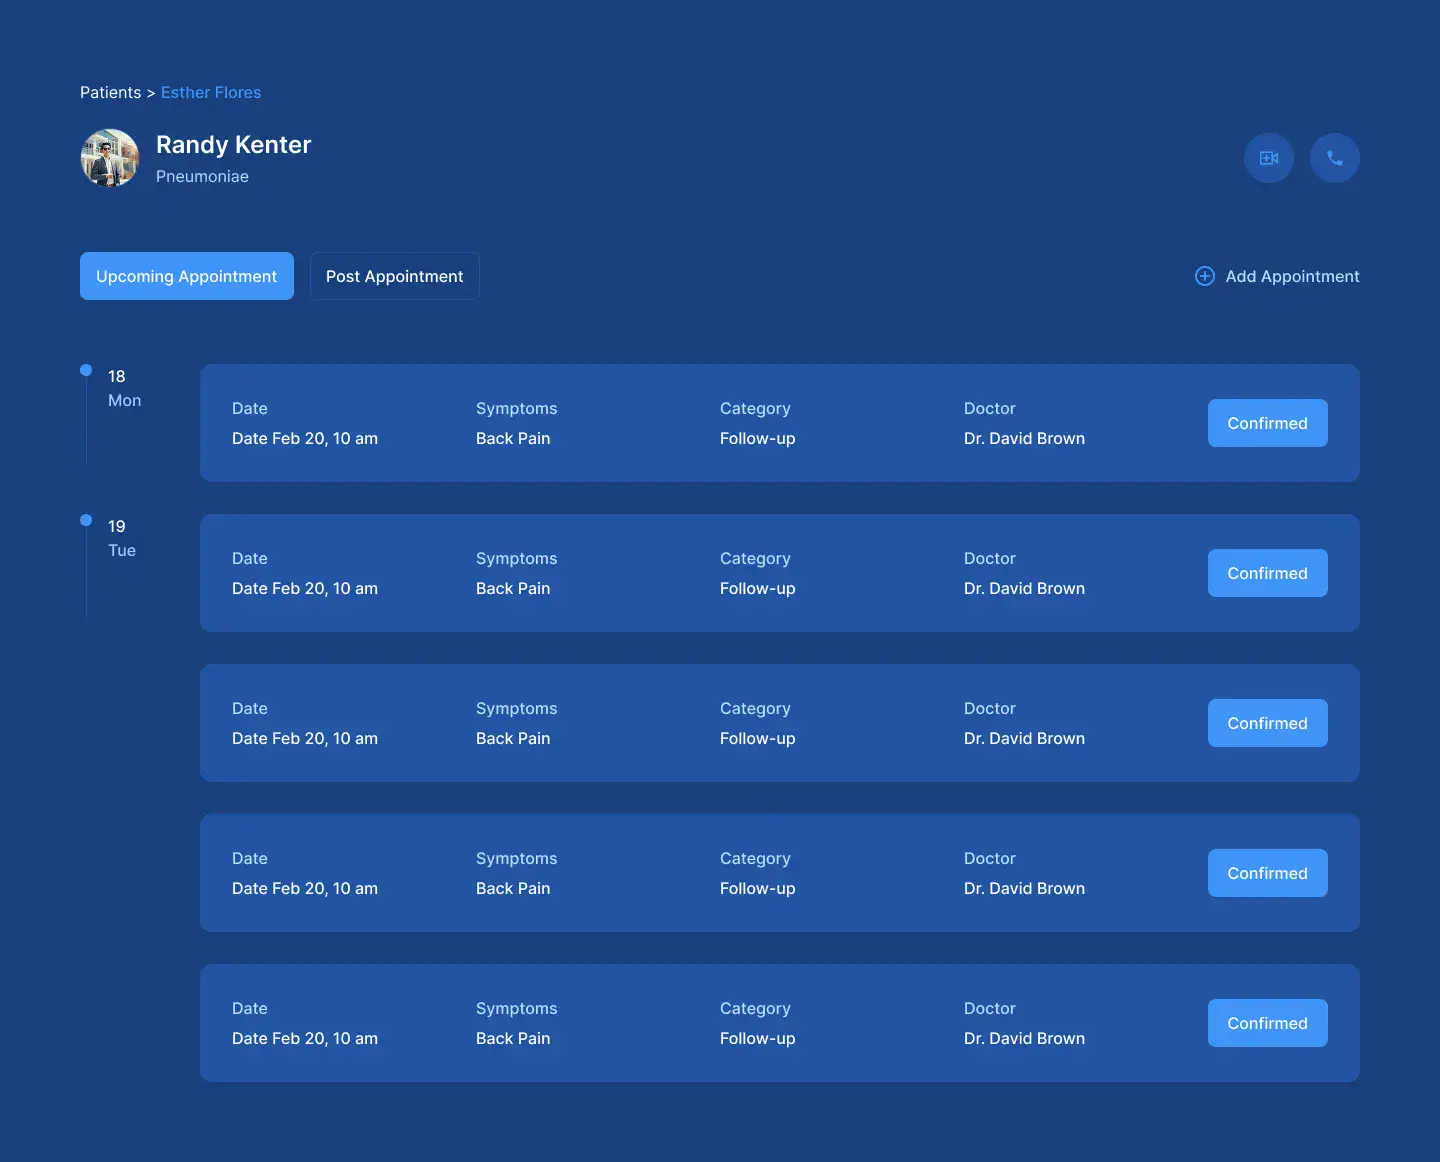 Patients > Esther Flores
Randy Kenter
Pneumoniae
Upcoming Appointment
Post Appointment
Add Appointment
18
Mon
Date
Symptoms
Category
Doctor
Date Feb 20, 10 am
Back Pain
Follow-up
Dr. David Brown
Confirmed
19
Tue
Date
Symptoms
Category
Doctor
Date Feb 20, 10 am
Back Pain
Follow-up
Dr. David Brown
Confirmed
Date
Symptoms
Category
Doctor
Date Feb 20, 10 am
Back Pain
Follow-up
Dr. David Brown
Confirmed
Date
Symptoms
Category
Doctor
Date Feb 20, 10 am
Back Pain
Follow-up
Dr. David Brown
Confirmed
Date
Symptoms
Category
Doctor
Date Feb 20, 10 am
Back Pain
Follow-up
Dr. David Brown
Confirmed